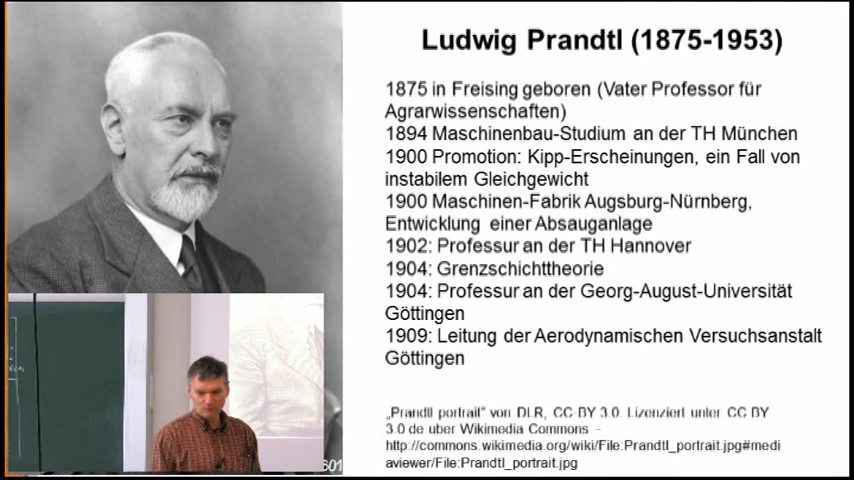 Ludwig Prandtl (1875-1953)
1875 in Freising geboren (Vater Professor für
Agrarwissenschaften)
1894 Maschinenbau-Studium an der TH München
1900 Promotion: Kipp-Erscheinungen, ein Fall von
instabilem Gleichgewicht
1900 Maschinen-Fabrik Augsburg-Nürnberg,
Entwicklung einer Absauganlage
1902: Professur an der TH Hannover
1904: Grenzschichttheorie
1904: Professur an der Georg-August-Universität
Göttingen
1909: Leitung der Aerodynamischen Versuchsanstalt
Göttingen
„Prandtl portrait“ von DLR, CC-BY 3.0. Lizenziert unter CC BY
3.0 de uber Wikimedia Commons -
http://commons.wikimedia.org/wiki/File:Prandtl_portrait.jpg#medi
aviewer/File:Prandtl_portrait.jpg
601